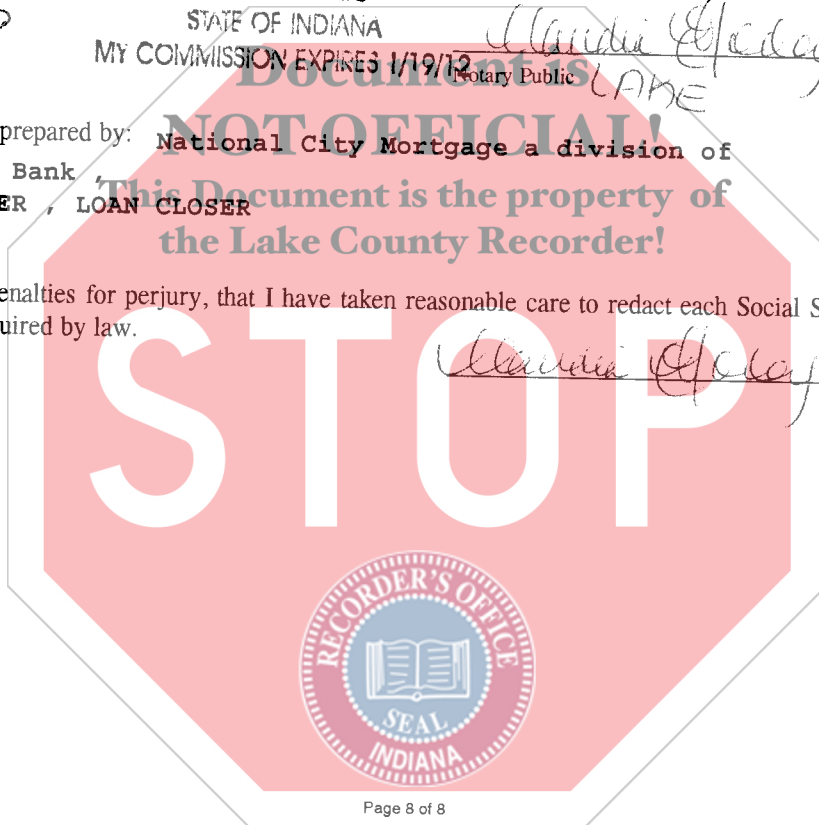 STATE OF INDIANA
MY COMMISSION EXPIRES 1/19/12
Notary Public
LAKE
Document is
NOT OFFICIAL!
This Document is the property of
the Lake County Recorder!
prepared by: National City Mortgage a division of
Bank ,
ER , LOAN CLOSER
enalties for perjury, that I have taken reasonable care to redact each Social S
uired by law.
STOP
RECORDER'S OFFICE
SEAL
INDIANA
Page 8 of 8